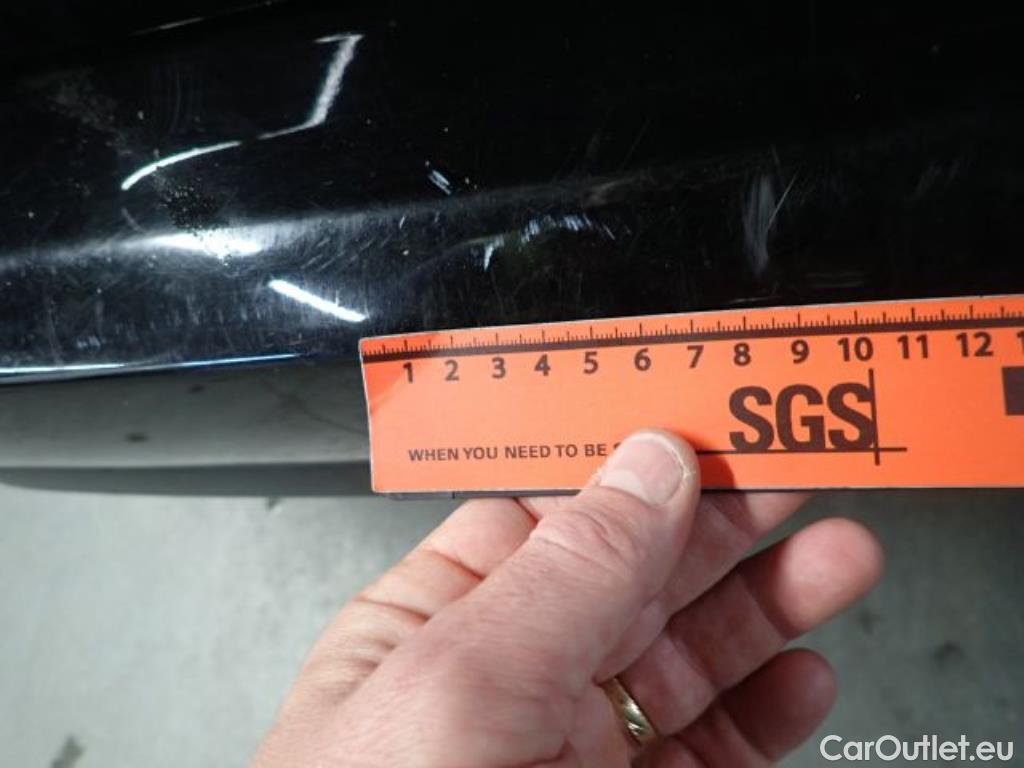 1 2 3 4 5 6 7 8 9 10 11 12
SGS
WHEN YOU NEED TO BE
CarOutlet.eu